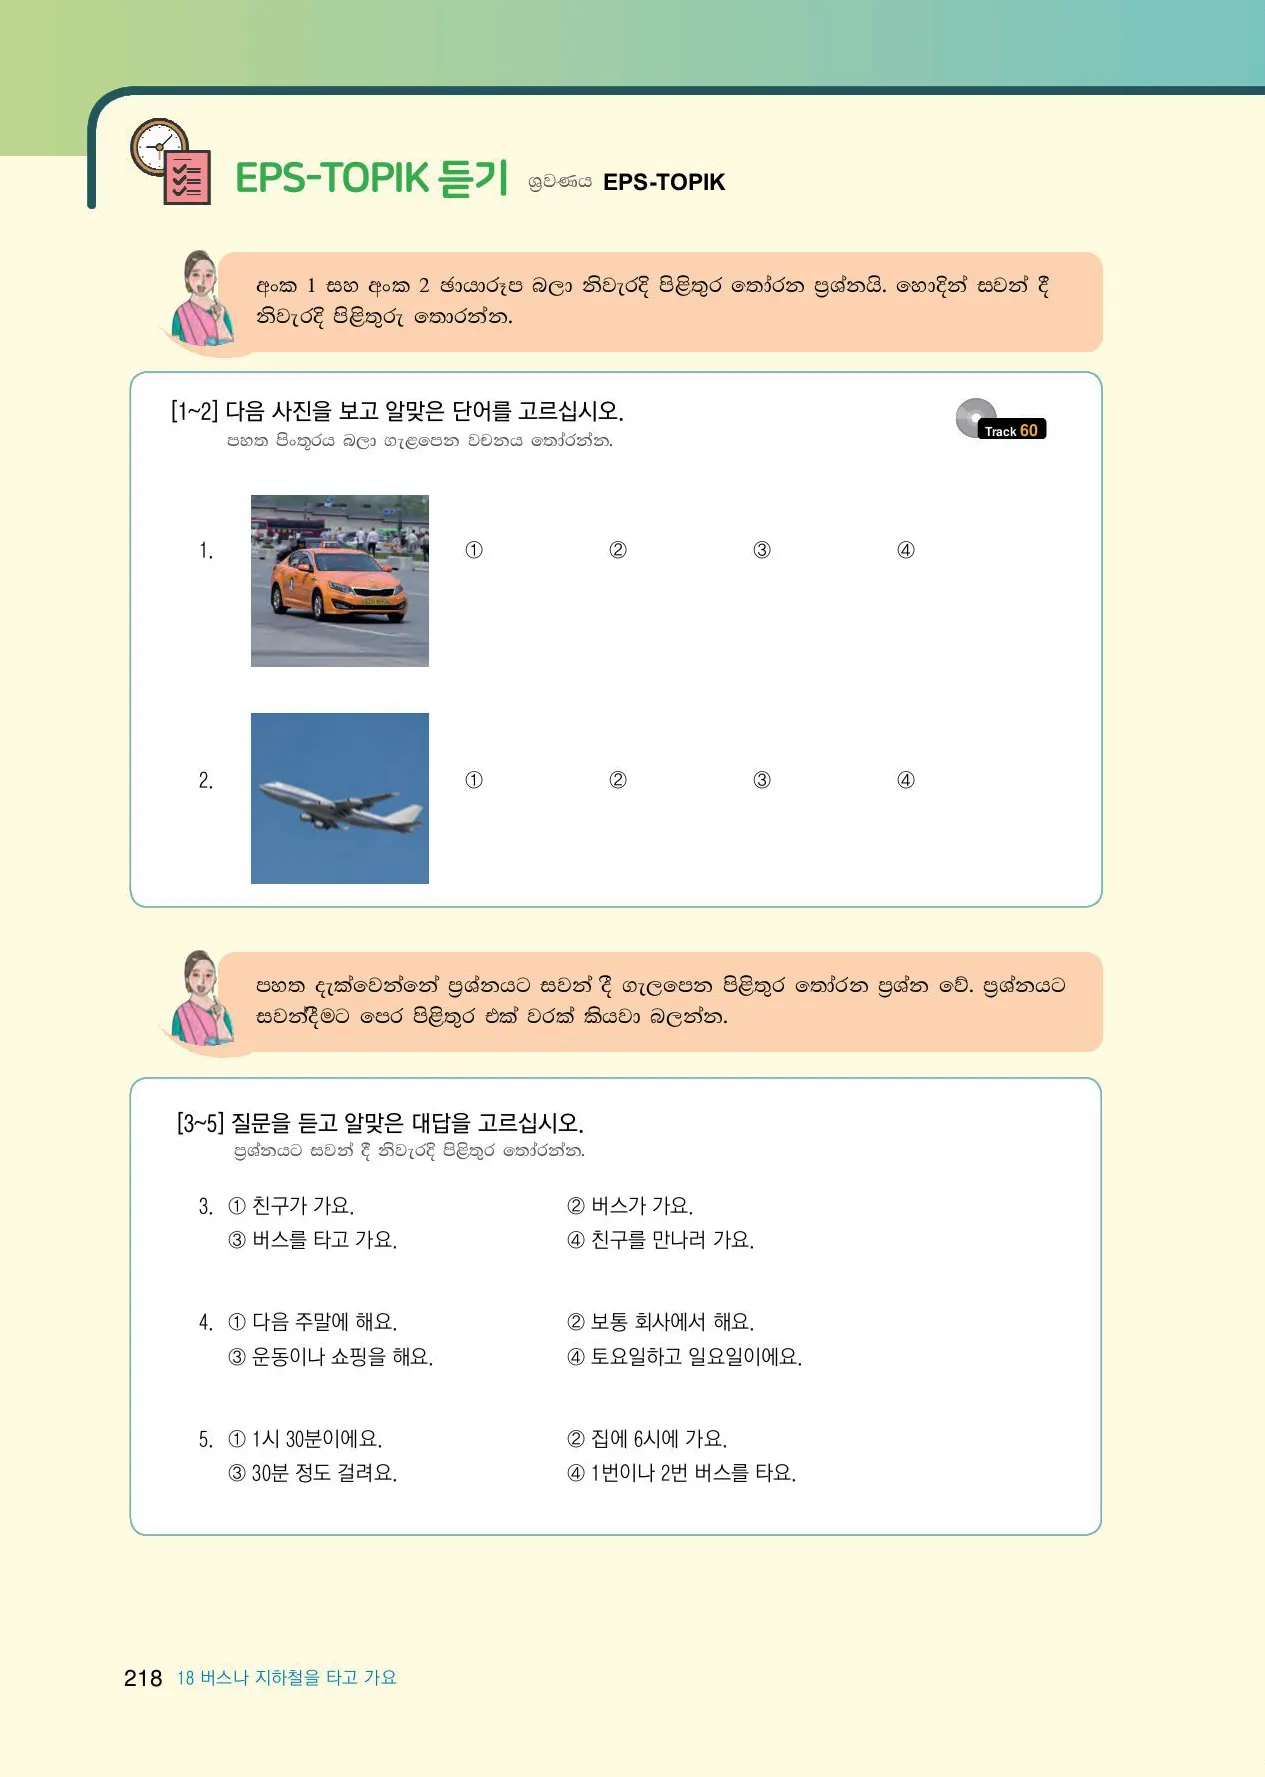 EPS-TOPIK 듣기 ශ්‍රවණය EPS-TOPIK
අංක 1 සහ අංක 2 ඡායාරූප බලා නිවැරදි පිළිතුර තෝරන ප්‍රශ්නයි. හොදින් සවන් දී
නිවැරදි පිළිතුරු තොරන්න.
[1~2] 다음 사진을 보고 알맞은 단어를 고르십시오.
පහත පිංතූරය බලා ගැළපෙන වචනය තෝරන්න.
Track 60
1. ① ② ③ ④
2. ① ② ③ ④
පහත දැක්වෙන්නේ ප්‍රශ්නයට සවන් දී ගැලපෙන පිළිතුර තෝරන ප්‍රශ්න වේ. ප්‍රශ්නයට
සවන්දීමට පෙර පිළිතුර එක් වරක් කියවා බලන්න.
[3~5] 질문을 듣고 알맞은 대답을 고르십시오.
ප්‍රශ්නයට සවන් දී නිවැරදි පිළිතුර තෝරන්න.
3. ① 친구가 가요. ② 버스가 가요.
③ 버스를 타고 가요. ④ 친구를 만나러 가요.
4. ① 다음 주말에 해요. ② 보통 회사에서 해요.
③ 운동이나 쇼핑을 해요. ④ 토요일하고 일요일이에요.
5. ① 1시 30분이에요. ② 집에 6시에 가요.
③ 30분 정도 걸려요. ④ 1번이나 2번 버스를 타요.
218 18 버스나 지하철을 타고 가요